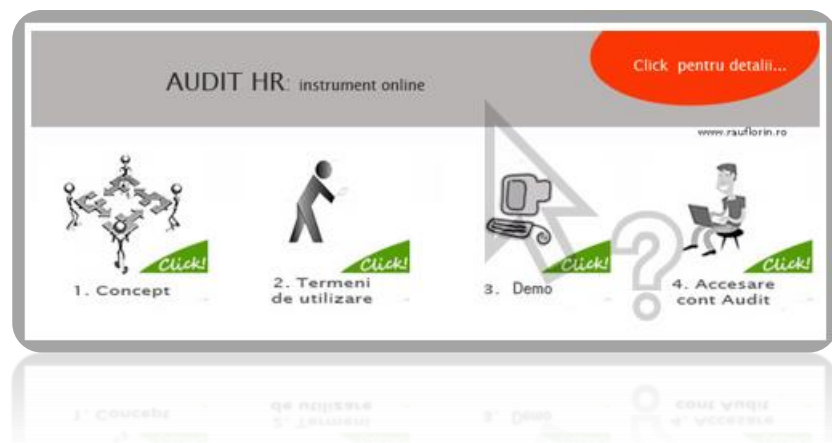 AUDIT HR: instrument online
Click pentru detalii...
www.rauflorin.ro
Click!
Click!
Click!
Click!
1. Concept
2. Termeni
de utilizare
3. Demo
4. Accesare
cont Audit
?